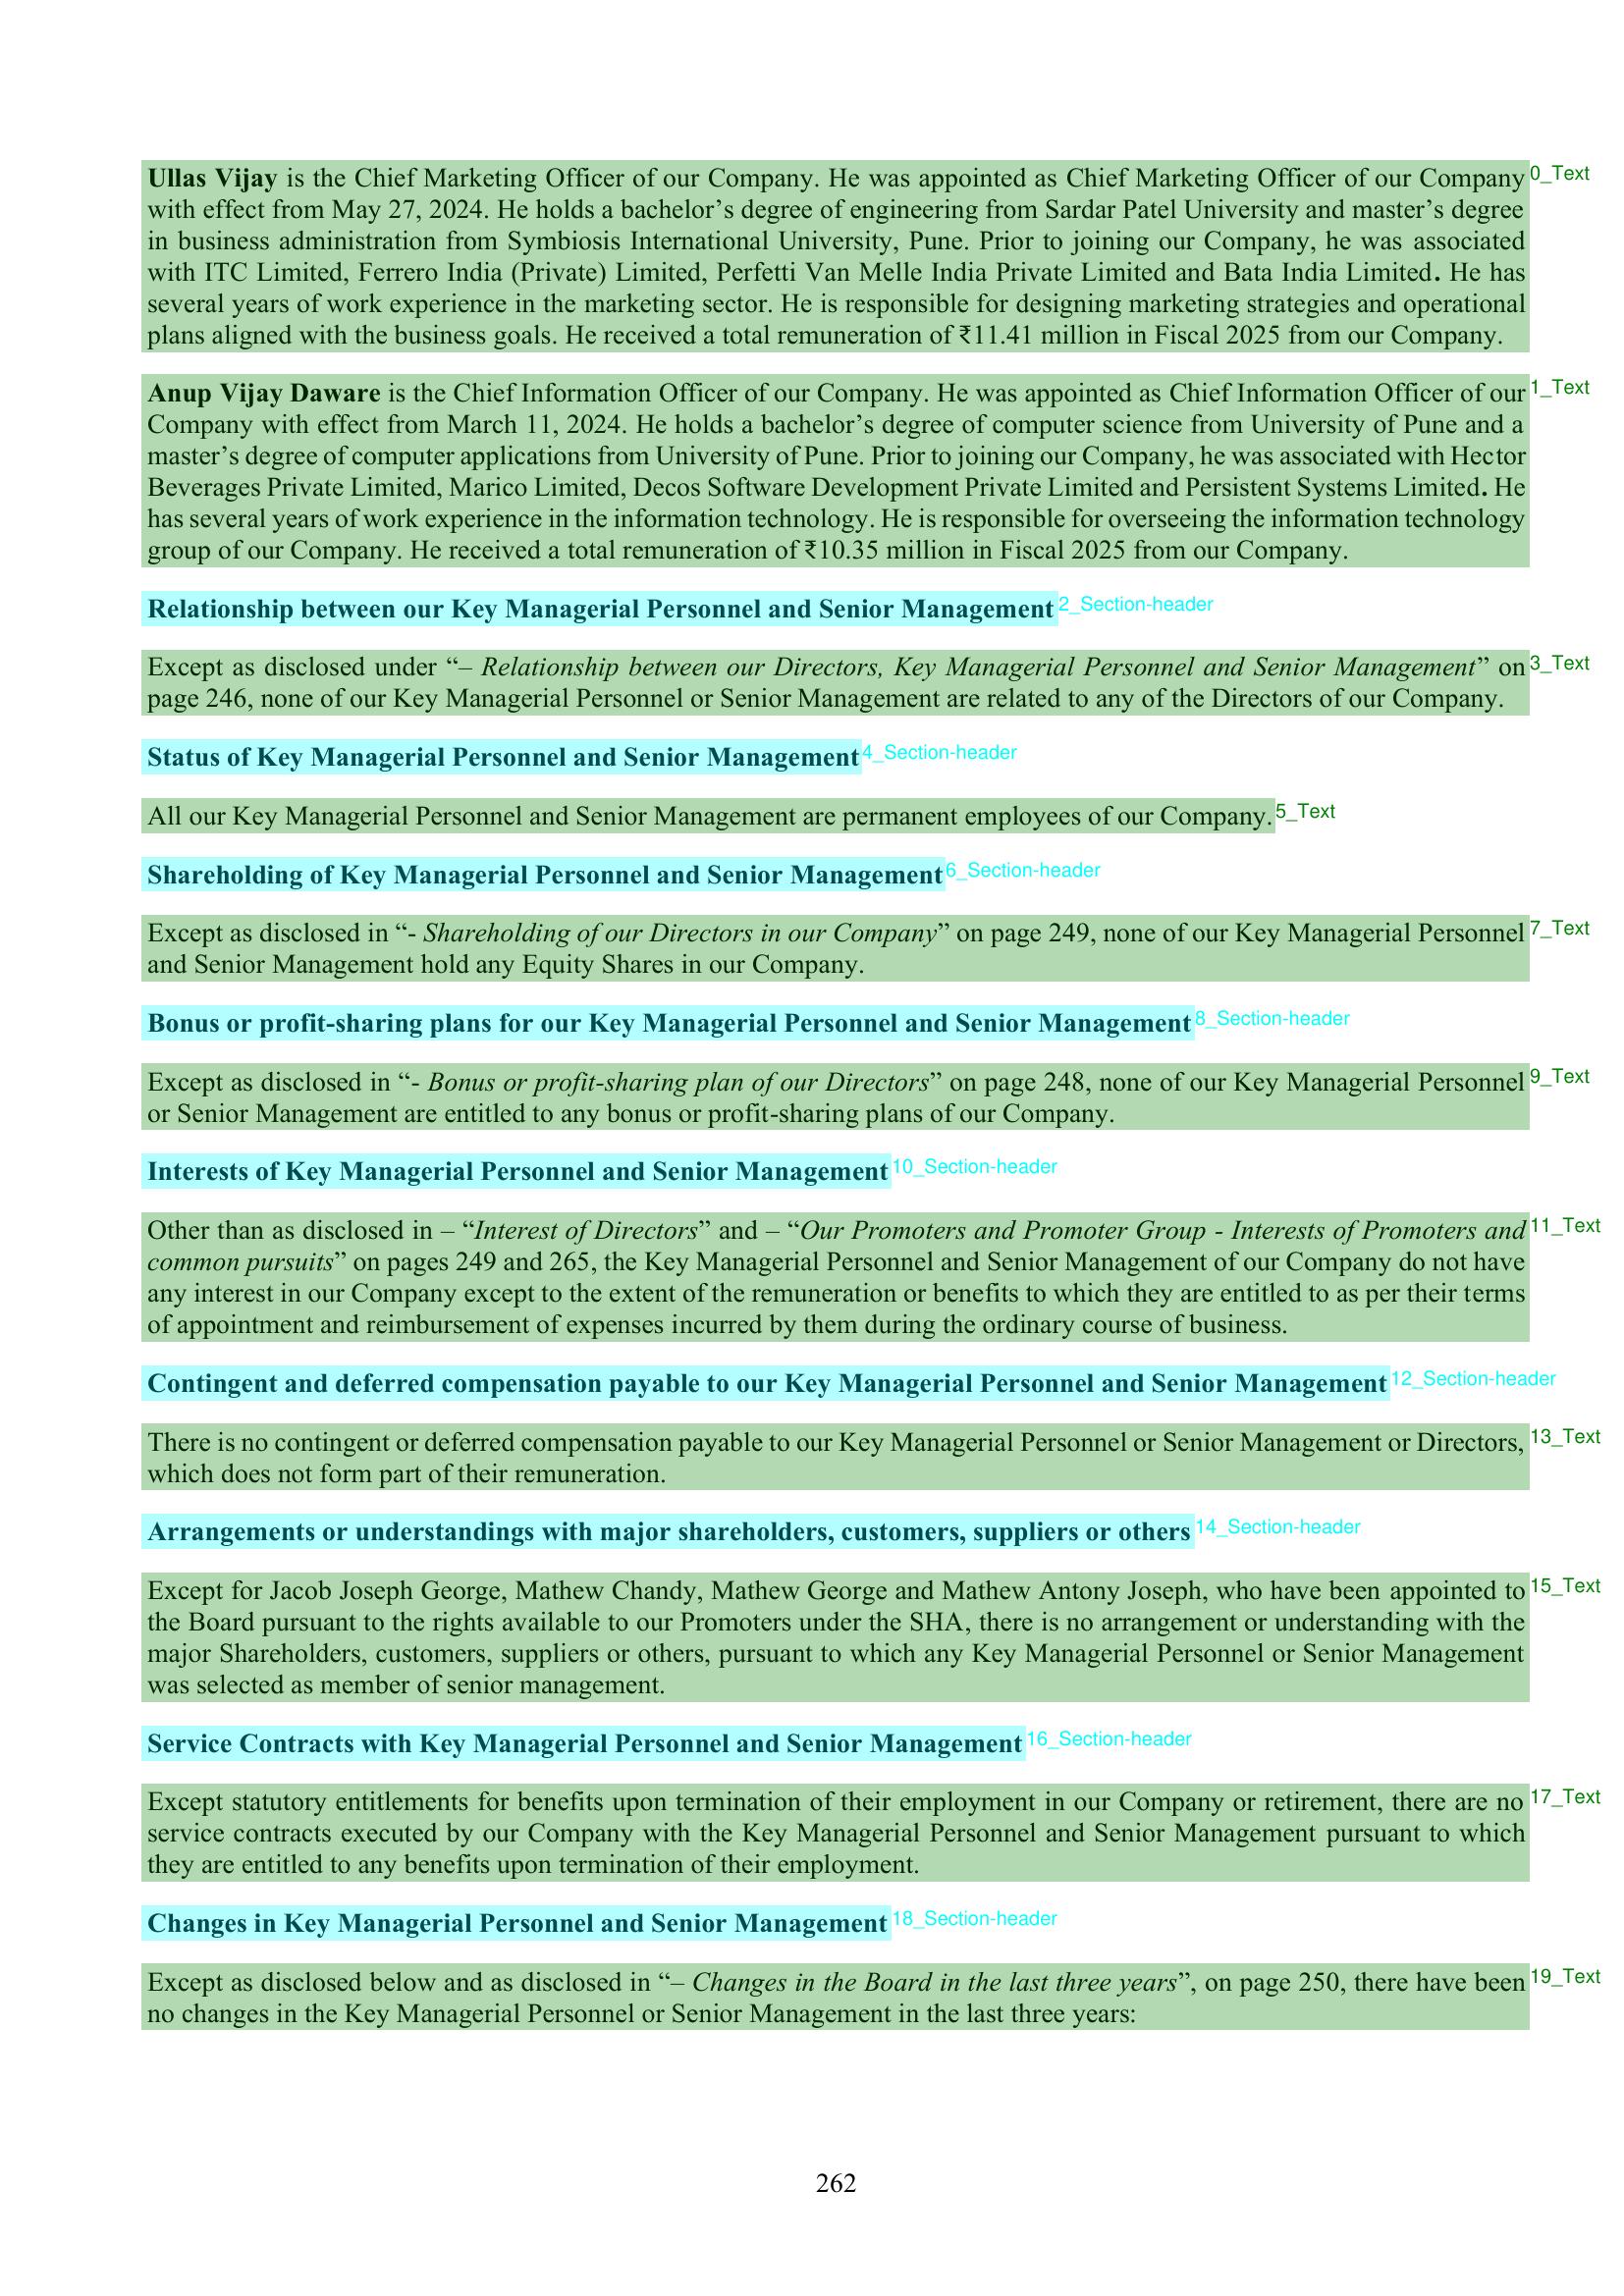 Ullas Vijay is the Chief Marketing Officer of our Company. He was appointed as Chief Marketing Officer of our Company 0_Text
with effect from May 27, 2024. He holds a bachelor’s degree of engineering from Sardar Patel University and master’s degree
in business administration from Symbiosis International University, Pune. Prior to joining our Company, he was associated
with ITC Limited, Ferrero India (Private) Limited, Perfetti Van Melle India Private Limited and Bata India Limited. He has
several years of work experience in the marketing sector. He is responsible for designing marketing strategies and operational
plans aligned with the business goals. He received a total remuneration of ₹11.41 million in Fiscal 2025 from our Company.
Anup Vijay Daware is the Chief Information Officer of our Company. He was appointed as Chief Information Officer of our 1_Text
Company with effect from March 11, 2024. He holds a bachelor’s degree of computer science from University of Pune and a
master’s degree of computer applications from University of Pune. Prior to joining our Company, he was associated with Hector
Beverages Private Limited, Marico Limited, Decos Software Development Private Limited and Persistent Systems Limited. He
has several years of work experience in the information technology. He is responsible for overseeing the information technology
group of our Company. He received a total remuneration of ₹10.35 million in Fiscal 2025 from our Company.
Relationship between our Key Managerial Personnel and Senior Management 2_Section-header
Except as disclosed under “– Relationship between our Directors, Key Managerial Personnel and Senior Management” on 3_Text
page 246, none of our Key Managerial Personnel or Senior Management are related to any of the Directors of our Company.
Status of Key Managerial Personnel and Senior Management 4_Section-header
All our Key Managerial Personnel and Senior Management are permanent employees of our Company. 5_Text
Shareholding of Key Managerial Personnel and Senior Management 6_Section-header
Except as disclosed in “- Shareholding of our Directors in our Company” on page 249, none of our Key Managerial Personnel 7_Text
and Senior Management hold any Equity Shares in our Company.
Bonus or profit-sharing plans for our Key Managerial Personnel and Senior Management 8_Section-header
Except as disclosed in “- Bonus or profit-sharing plan of our Directors” on page 248, none of our Key Managerial Personnel 9_Text
or Senior Management are entitled to any bonus or profit-sharing plans of our Company.
Interests of Key Managerial Personnel and Senior Management 10_Section-header
Other than as disclosed in – “Interest of Directors” and – “Our Promoters and Promoter Group - Interests of Promoters and 11_Text
common pursuits” on pages 249 and 265, the Key Managerial Personnel and Senior Management of our Company do not have
any interest in our Company except to the extent of the remuneration or benefits to which they are entitled to as per their terms
of appointment and reimbursement of expenses incurred by them during the ordinary course of business.
Contingent and deferred compensation payable to our Key Managerial Personnel and Senior Management 12_Section-header
There is no contingent or deferred compensation payable to our Key Managerial Personnel or Senior Management or Directors, 13_Text
which does not form part of their remuneration.
Arrangements or understandings with major shareholders, customers, suppliers or others 14_Section-header
Except for Jacob Joseph George, Mathew Chandy, Mathew George and Mathew Antony Joseph, who have been appointed to 15_Text
the Board pursuant to the rights available to our Promoters under the SHA, there is no arrangement or understanding with the
major Shareholders, customers, suppliers or others, pursuant to which any Key Managerial Personnel or Senior Management
was selected as member of senior management.
Service Contracts with Key Managerial Personnel and Senior Management 16_Section-header
Except statutory entitlements for benefits upon termination of their employment in our Company or retirement, there are no 17_Text
service contracts executed by our Company with the Key Managerial Personnel and Senior Management pursuant to which
they are entitled to any benefits upon termination of their employment.
Changes in Key Managerial Personnel and Senior Management 18_Section-header
Except as disclosed below and as disclosed in “– Changes in the Board in the last three years”, on page 250, there have been 19_Text
no changes in the Key Managerial Personnel or Senior Management in the last three years:
262